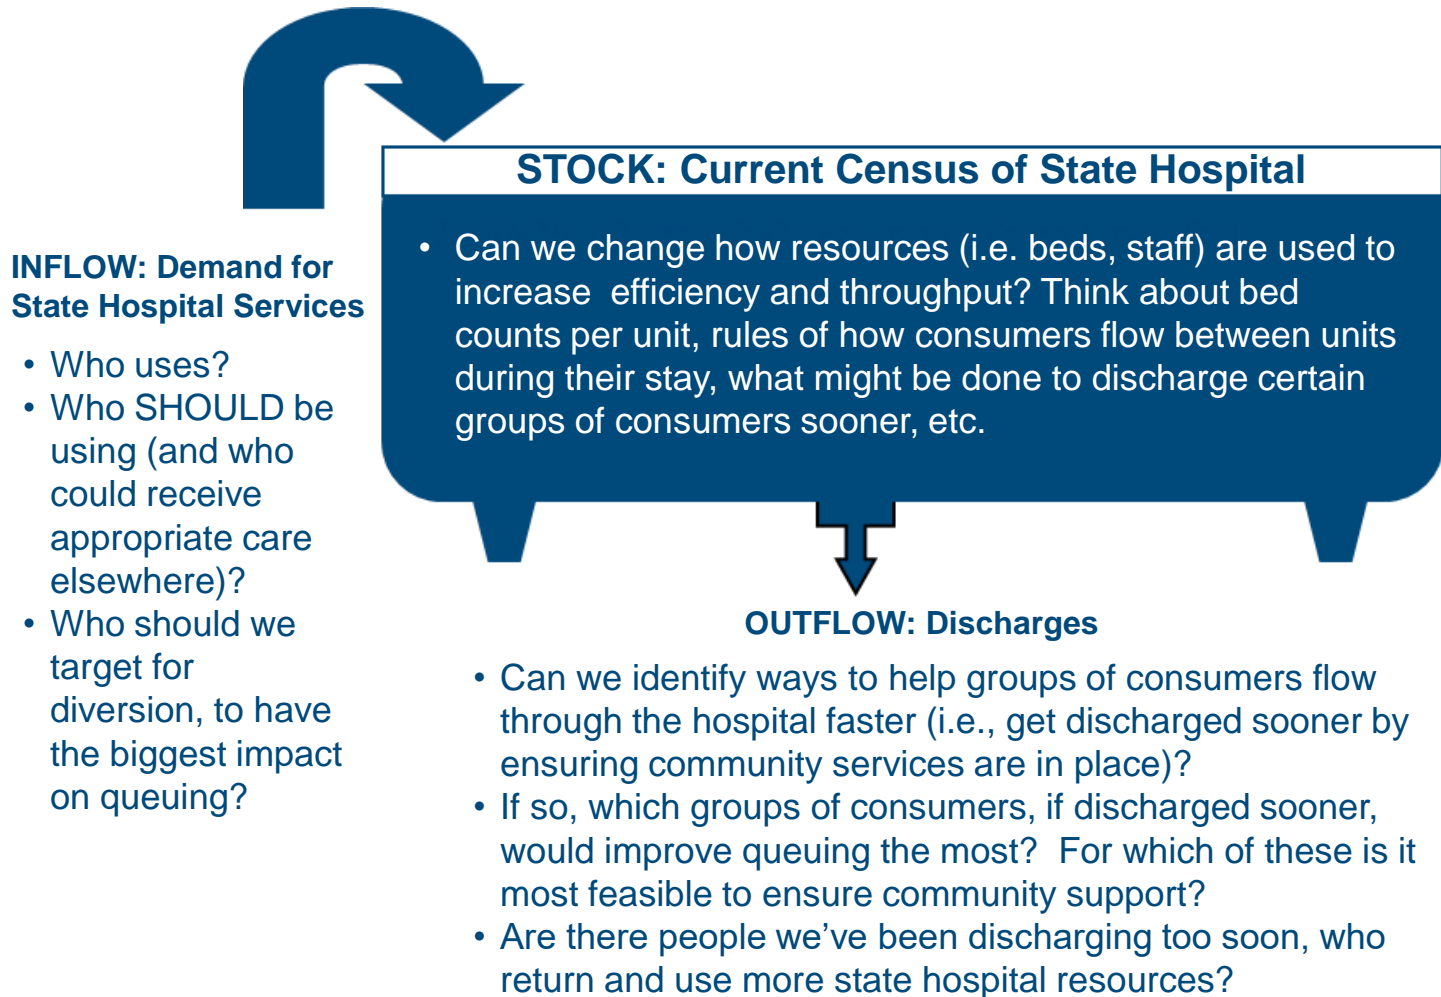 STOCK: Current Census of State Hospital
• Can we change how resources (i.e. beds, staff) are used to
increase  efficiency and throughput? Think about bed
counts per unit, rules of how consumers flow between units
during their stay, what might be done to discharge certain
groups of consumers sooner, etc.
INFLOW: Demand for
State Hospital Services
• Who uses?
• Who SHOULD be
using (and who
could receive
appropriate care
elsewhere)?
• Who should we
target for
diversion, to have
the biggest impact
on queuing?
OUTFLOW: Discharges
• Can we identify ways to help groups of consumers flow
through the hospital faster (i.e., get discharged sooner by
ensuring community services are in place)?
• If so, which groups of consumers, if discharged sooner,
would improve queuing the most?  For which of these is it
most feasible to ensure community support?
• Are there people we’ve been discharging too soon, who
return and use more state hospital resources?